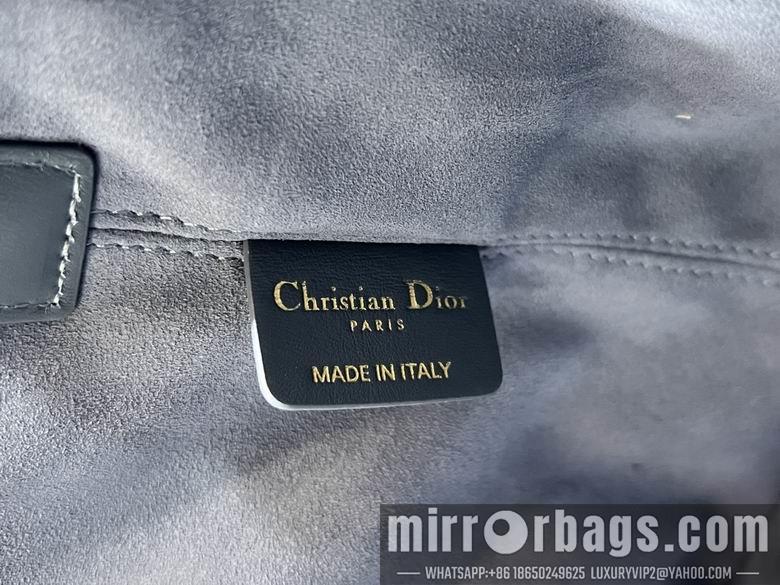 Christian Dior
PARIS
MADE IN ITALY
mirrorbags.com
WHATSAPP:+86 18650249625 LUXURYVIP2@YAHOO.COM